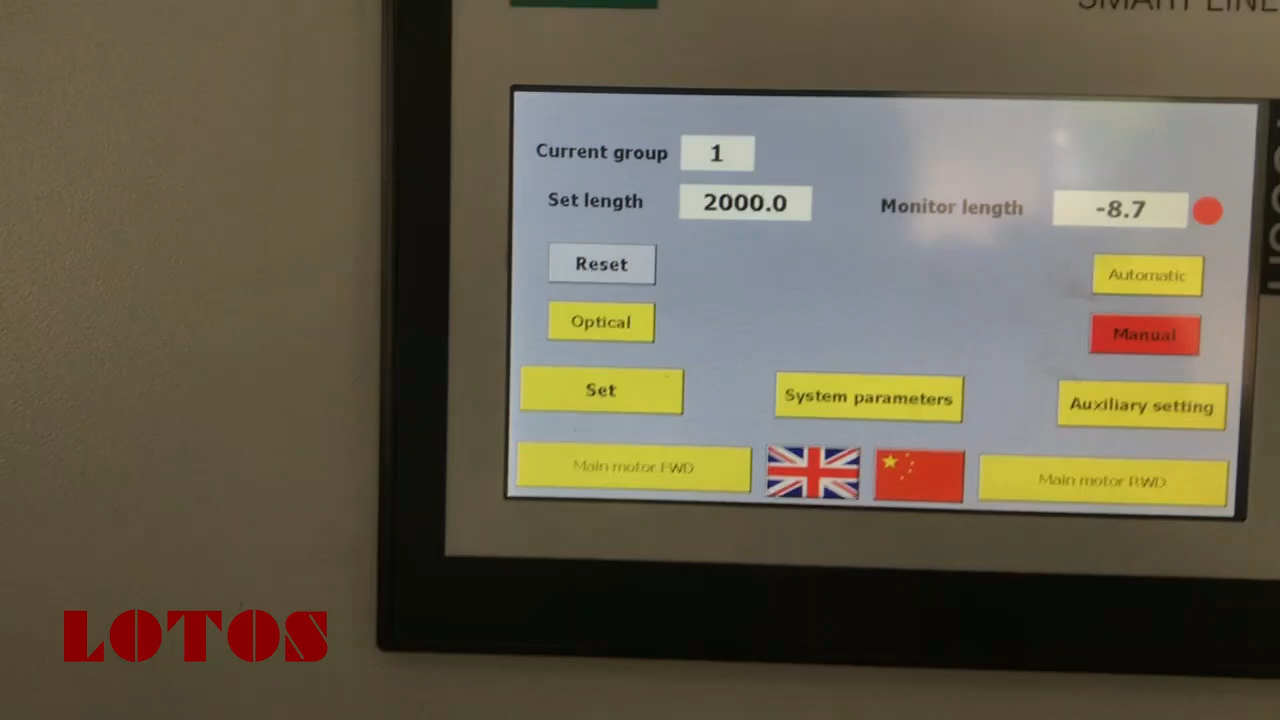 SMART LINE
Current group 1
Set length 2000.0
Monitor length -8.7
Reset
Automatic
Optical
Manual
Set
System parameters
Auxiliary setting
Main motor FWD
Main motor RWD
LOTOS